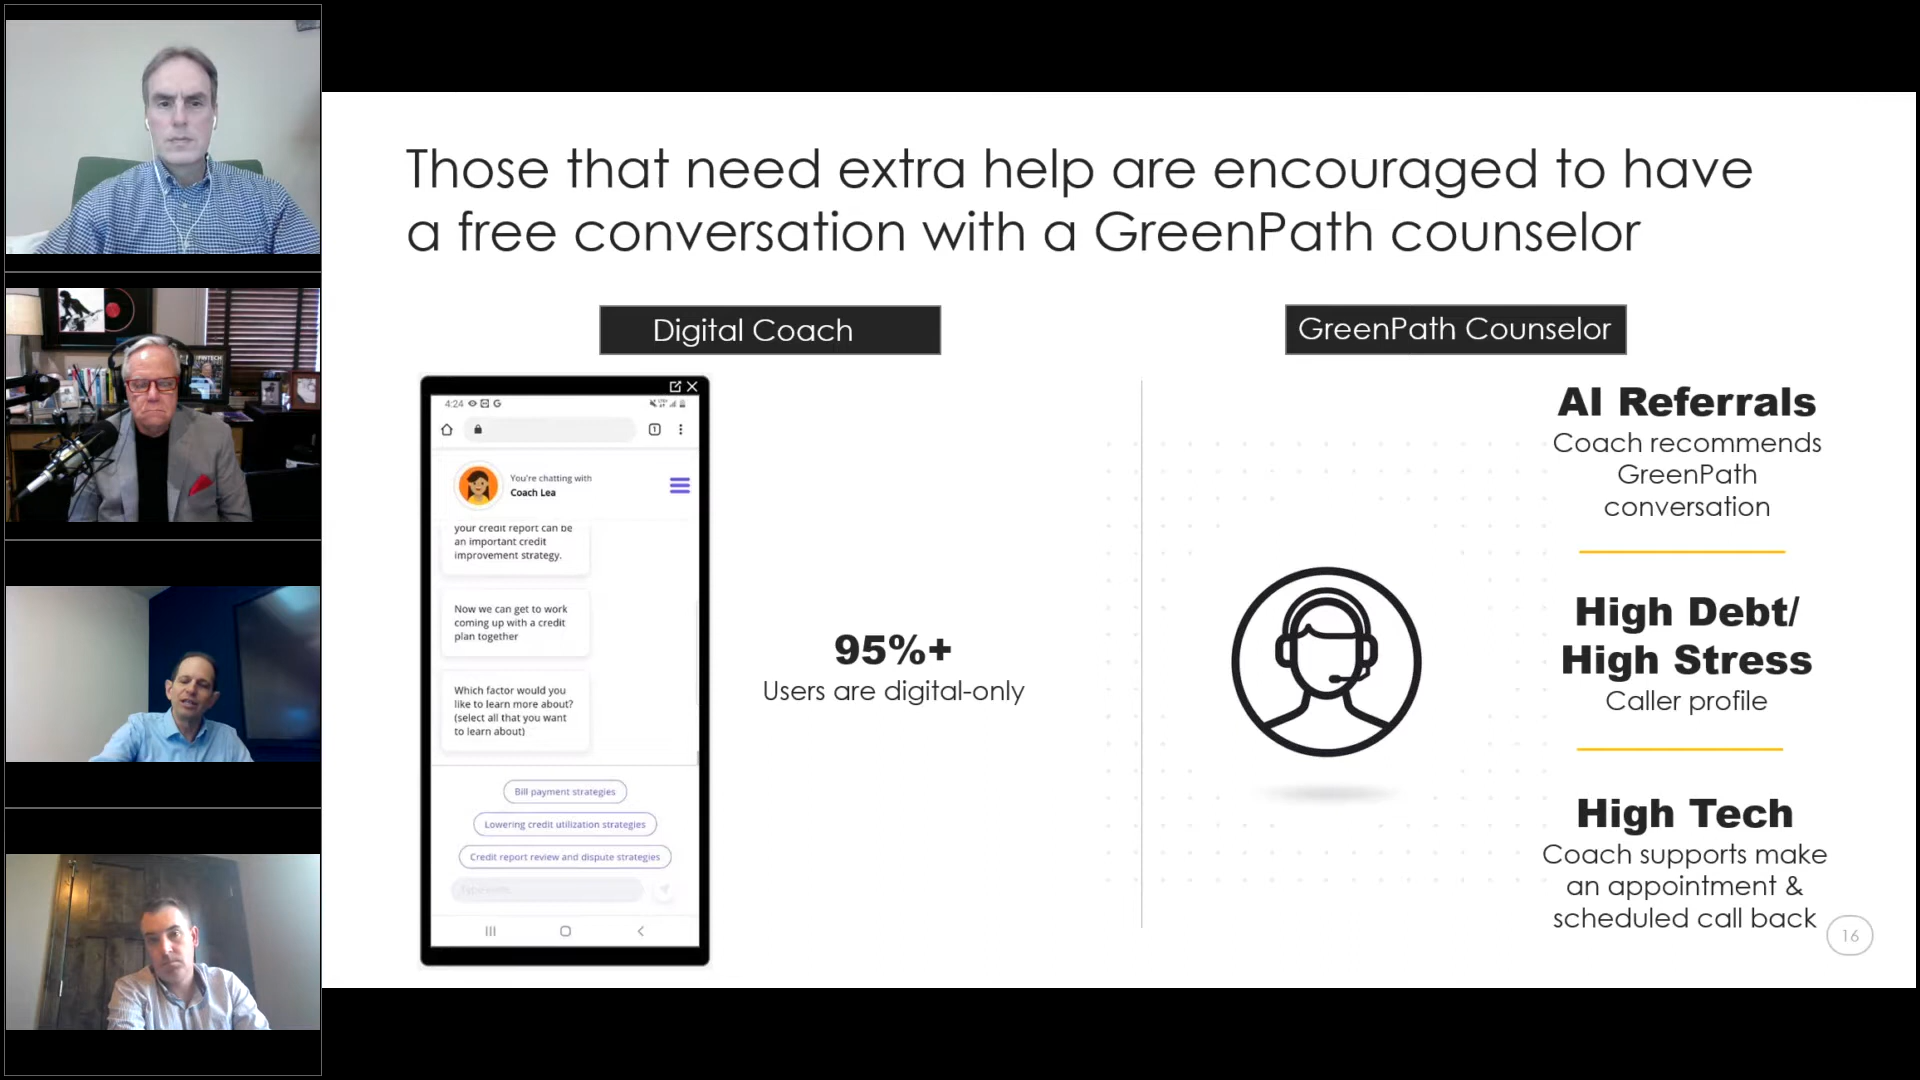 Those that need extra help are encouraged to have
a free conversation with a GreenPath counselor
Digital Coach
4:24
You're chatting with
Coach Lea
your credit report can be
an important credit
improvement strategy.
Now we can get to work
coming up with a credit
plan together
Which factor would you
like to learn more about?
(select all that you want
to learn about)
Bill payment strategies
Lowering credit utilization strategies
Credit report review and dispute strategies
95%+
Users are digital-only
GreenPath Counselor
AI Referrals
Coach recommends
GreenPath
conversation
High Debt/
High Stress
Caller profile
High Tech
Coach supports make
an appointment &
scheduled call back
16